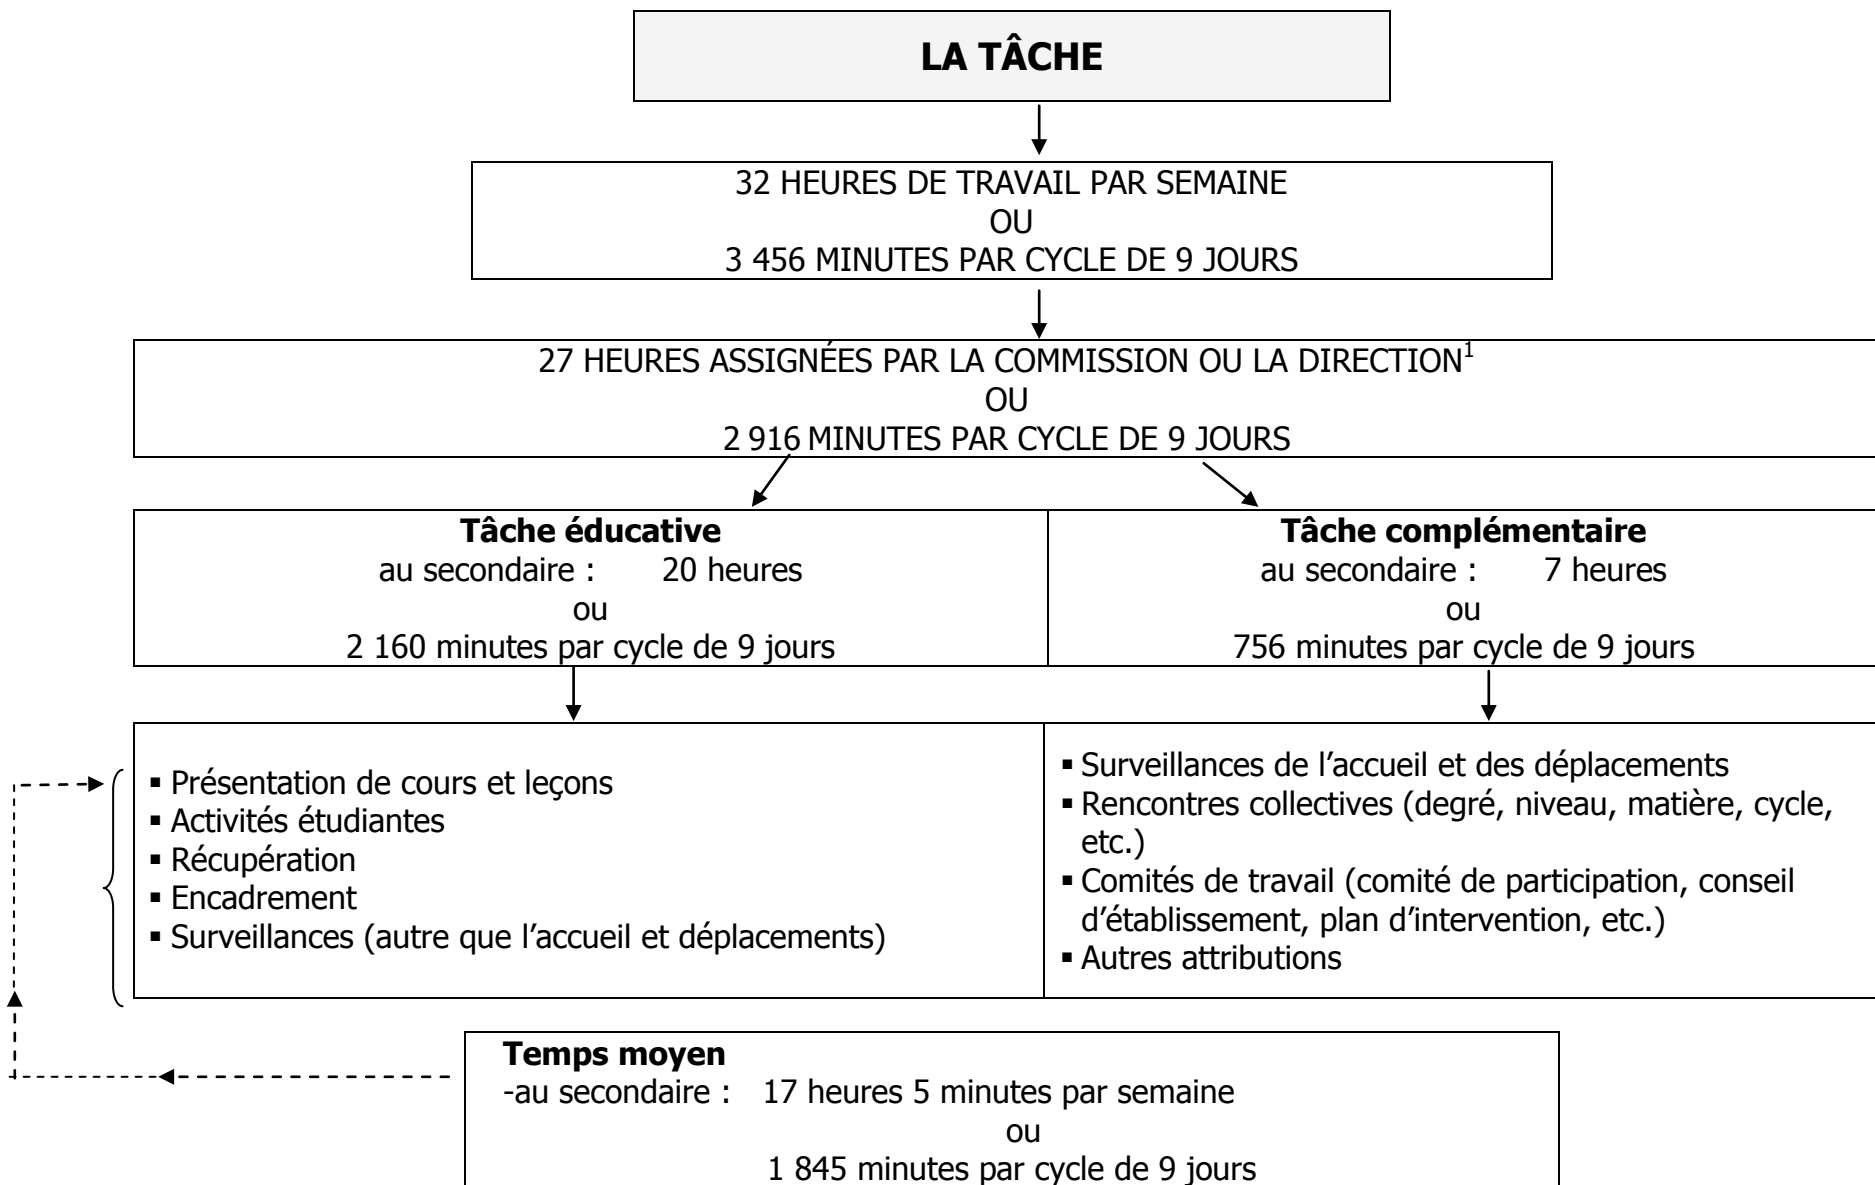 LA TÂCHE
32 HEURES DE TRAVAIL PAR SEMAINE
OU
3 456 MINUTES PAR CYCLE DE 9 JOURS
27 HEURES ASSIGNÉES PAR LA COMMISSION OU LA DIRECTION¹
OU
2 916 MINUTES PAR CYCLE DE 9 JOURS
Tâche éducative
au secondaire : 20 heures
ou
2 160 minutes par cycle de 9 jours
Tâche complémentaire
au secondaire : 7 heures
ou
756 minutes par cycle de 9 jours
▪ Présentation de cours et leçons
▪ Activités étudiantes
▪ Récupération
▪ Encadrement
▪ Surveillances (autre que l’accueil et déplacements)
▪ Surveillances de l’accueil et des déplacements
▪ Rencontres collectives (degré, niveau, matière, cycle,
etc.)
▪ Comités de travail (comité de participation, conseil
d’établissement, plan d’intervention, etc.)
▪ Autres attributions
Temps moyen
-au secondaire : 17 heures 5 minutes par semaine
ou
1 845 minutes par cycle de 9 jours